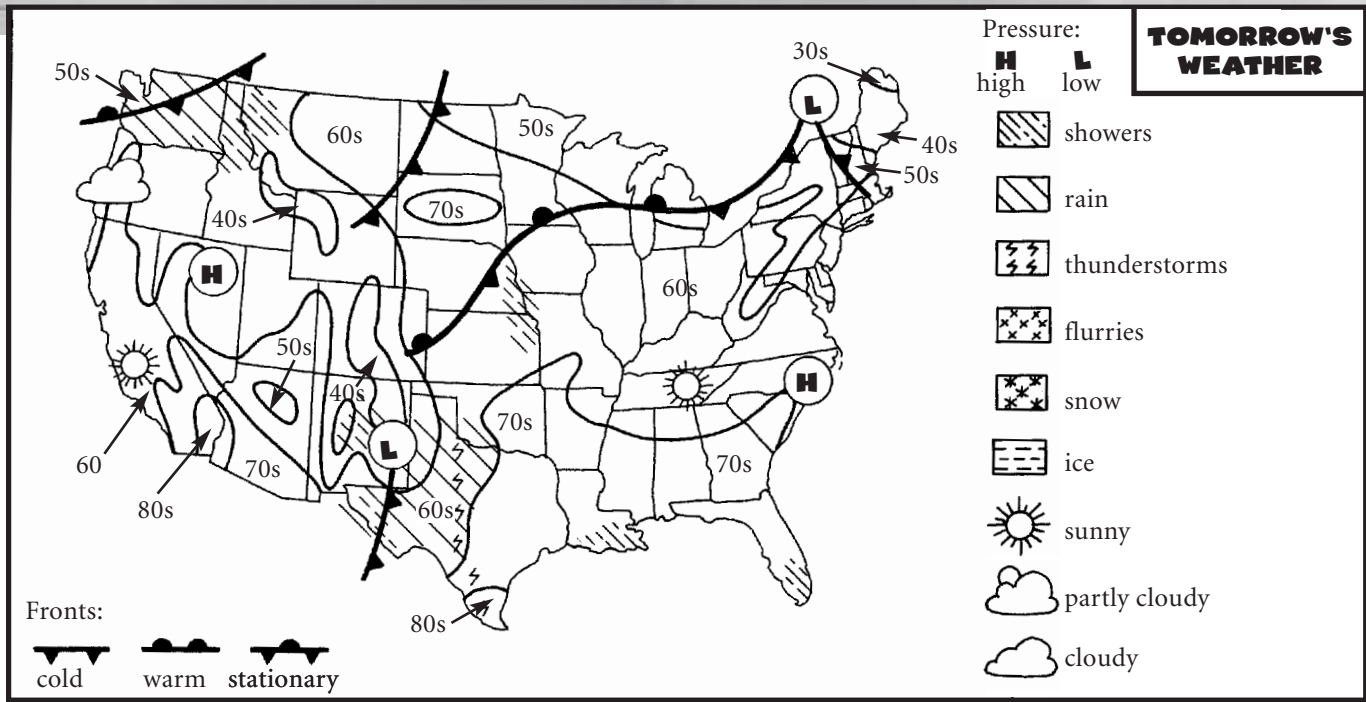 TOMORROW'S
WEATHER
Pressure:
H L
high low
showers
rain
thunderstorms
flurries
snow
ice
sunny
partly cloudy
cloudy
50s
60s
50s
L
30s
40s
50s
40s
70s
H
60s
50s
40s
H
L
70s
70s
60
80s
70s
60s
80s
Fronts:
cold warm stationary